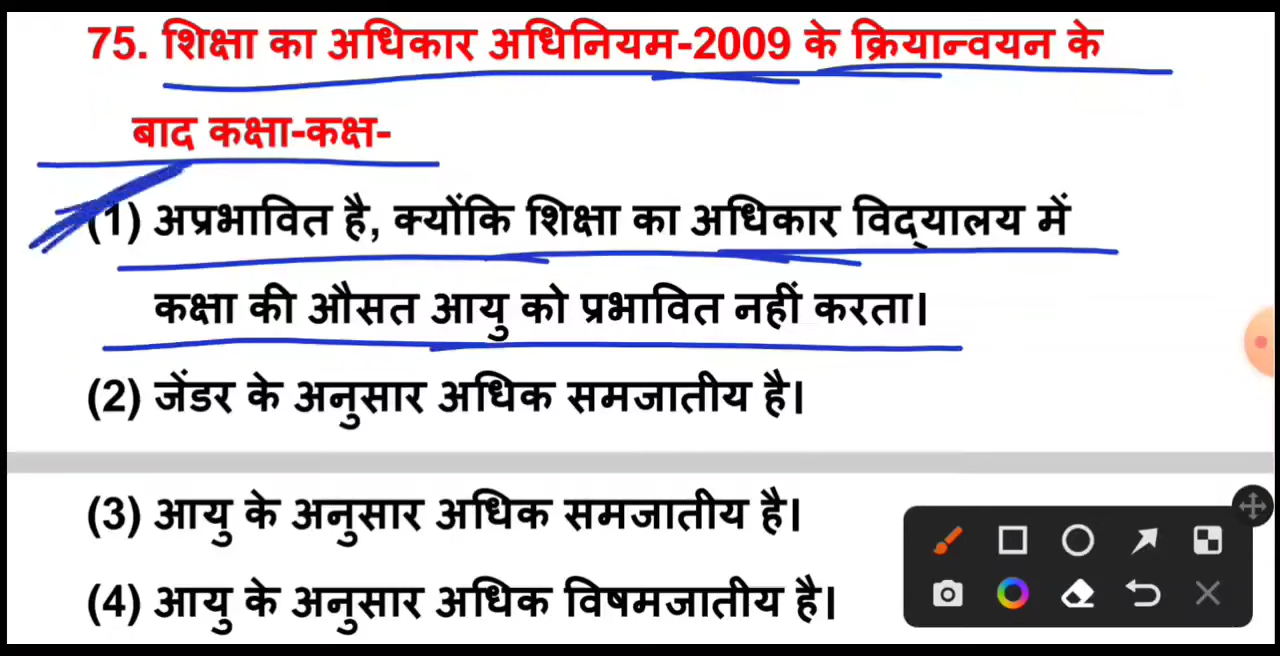 75. शिक्षा का अधिकार अधिनियम-2009 के क्रियान्वयन के
बाद कक्षा-कक्ष-
(1) अप्रभावित है, क्योंकि शिक्षा का अधिकार विद्‌यालय में
कक्षा की औसत आयु को प्रभावित नहीं करता।
(2) जेंडर के अनुसार अधिक समजातीय है।
(3) आयु के अनुसार अधिक समजातीय है।
(4) आयु के अनुसार अधिक विषमजातीय है।